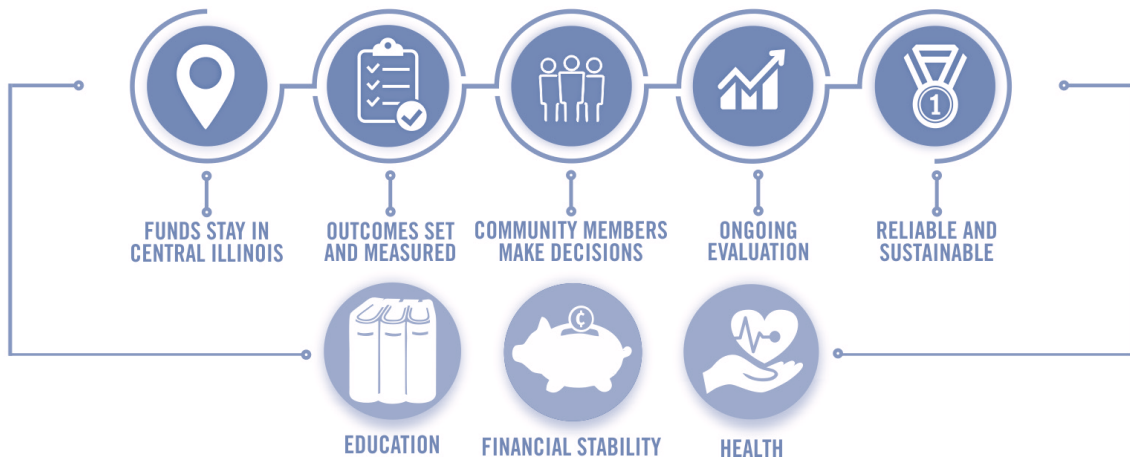 1
FUNDS STAY IN
CENTRAL ILLINOIS
OUTCOMES SET
AND MEASURED
COMMUNITY MEMBERS
MAKE DECISIONS
ONGOING
EVALUATION
RELIABLE AND
SUSTAINABLE
¢
EDUCATION
FINANCIAL STABILITY
HEALTH